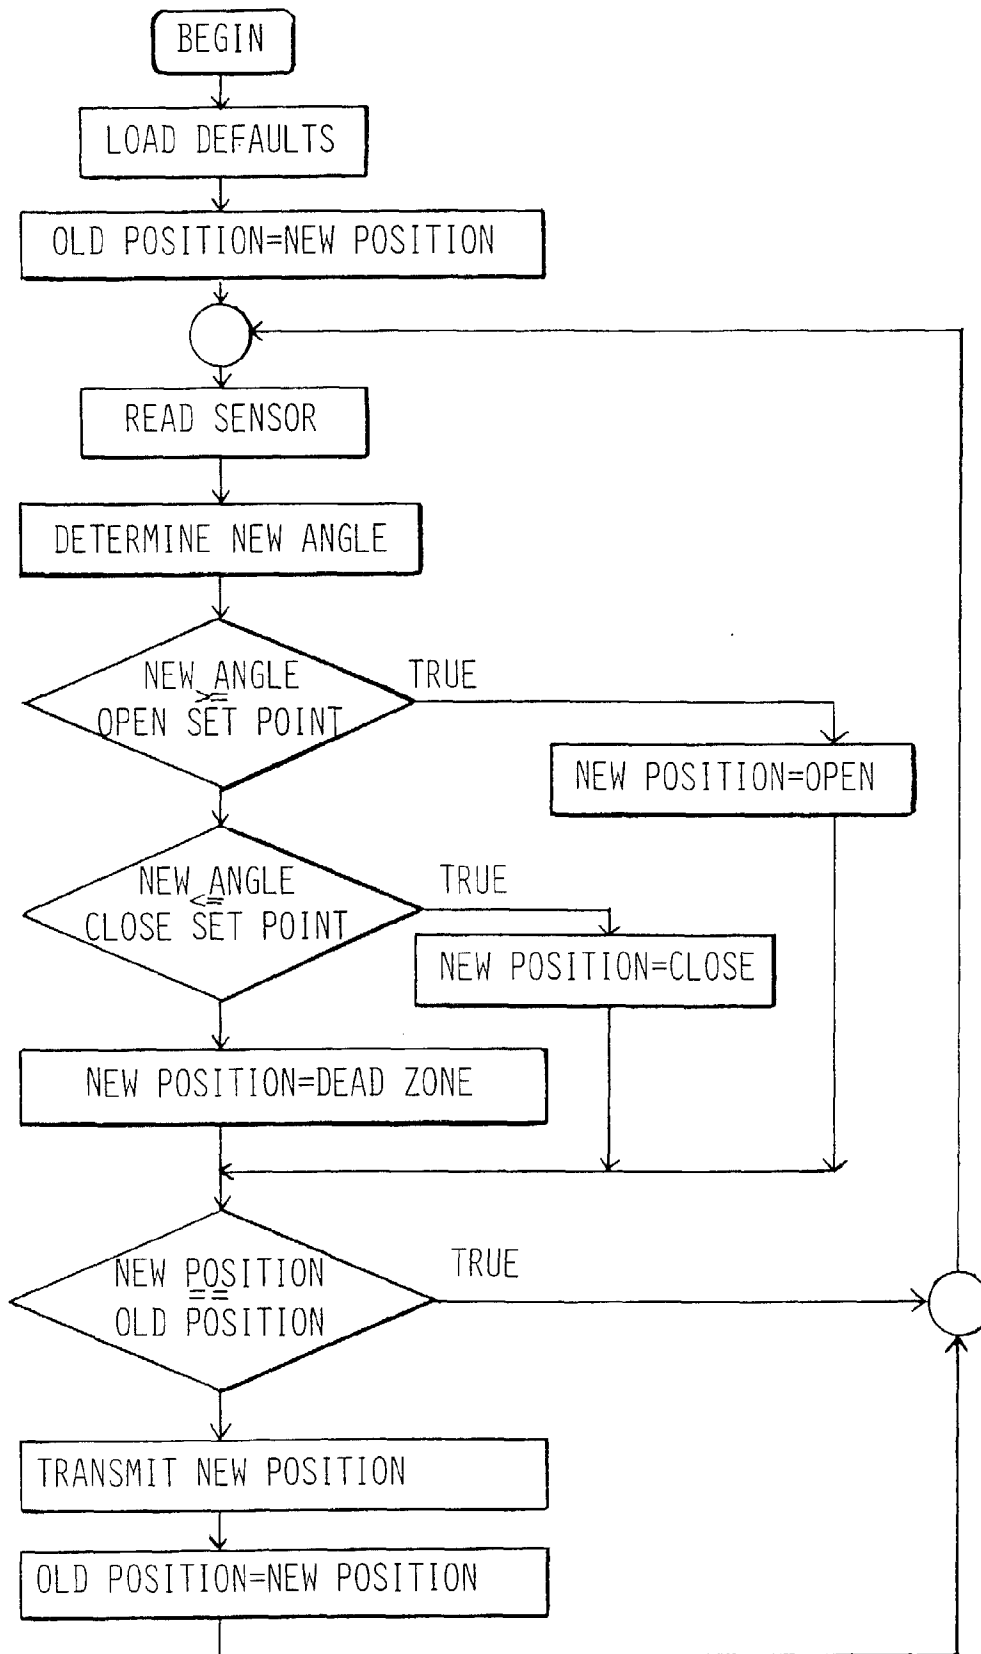 BEGIN
LOAD DEFAULTS
OLD POSITION=NEW POSITION
READ SENSOR
DETERMINE NEW ANGLE
NEW ANGLE
>=
OPEN SET POINT
TRUE
NEW POSITION=OPEN
NEW ANGLE
<=
CLOSE SET POINT
TRUE
NEW POSITION=CLOSE
NEW POSITION=DEAD ZONE
NEW POSITION
==
OLD POSITION
TRUE
TRANSMIT NEW POSITION
OLD POSITION=NEW POSITION